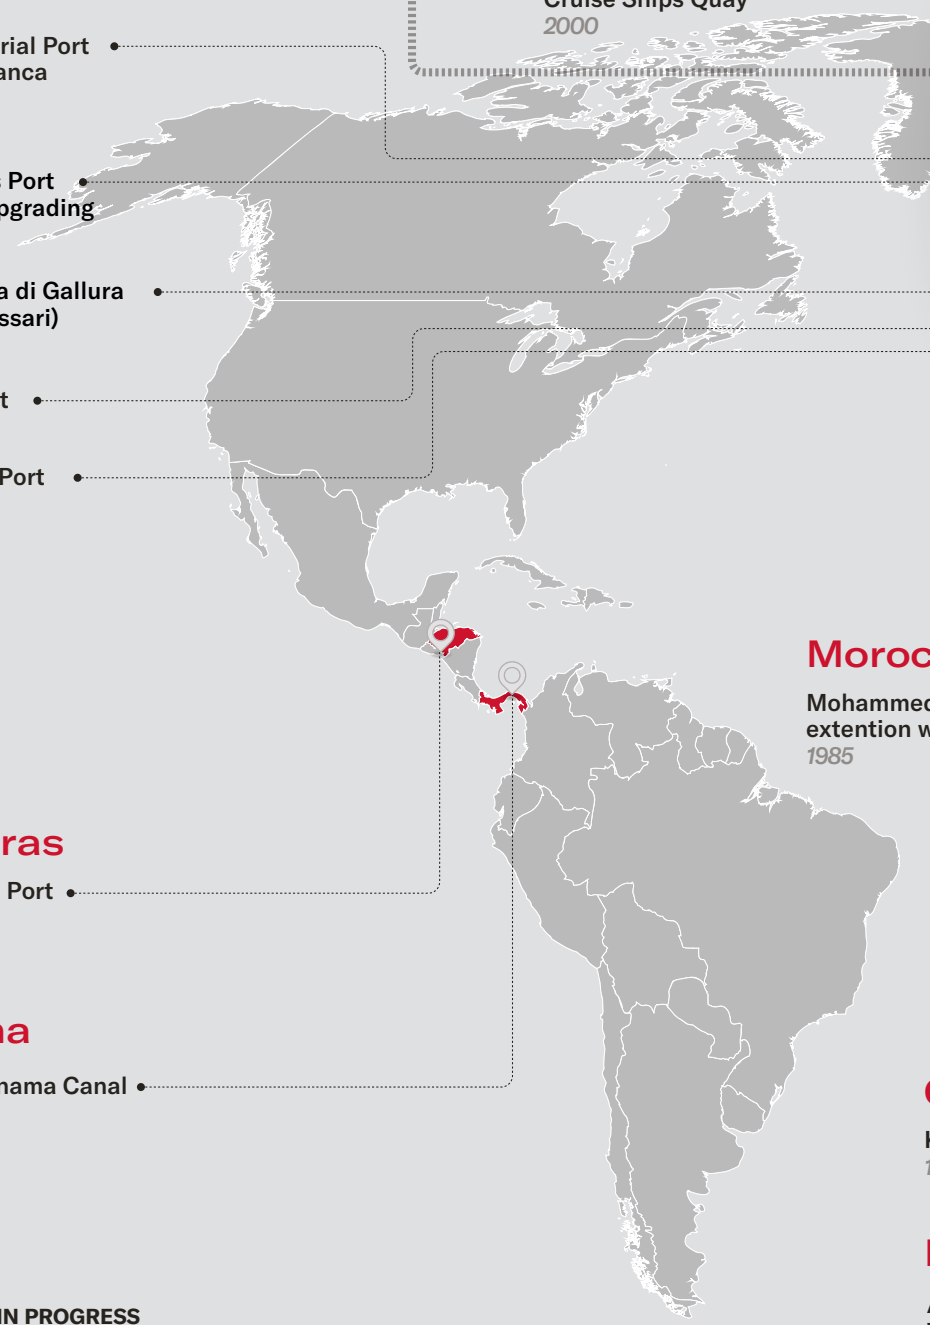 Cruise Ships Quay
2000
rial Port
anca
s Port
pgrading
a di Gallura
ssari)
t
Port
Moroc
Mohammed
extention w
1985
ras
Port
na
nama Canal
IN PROGRESS